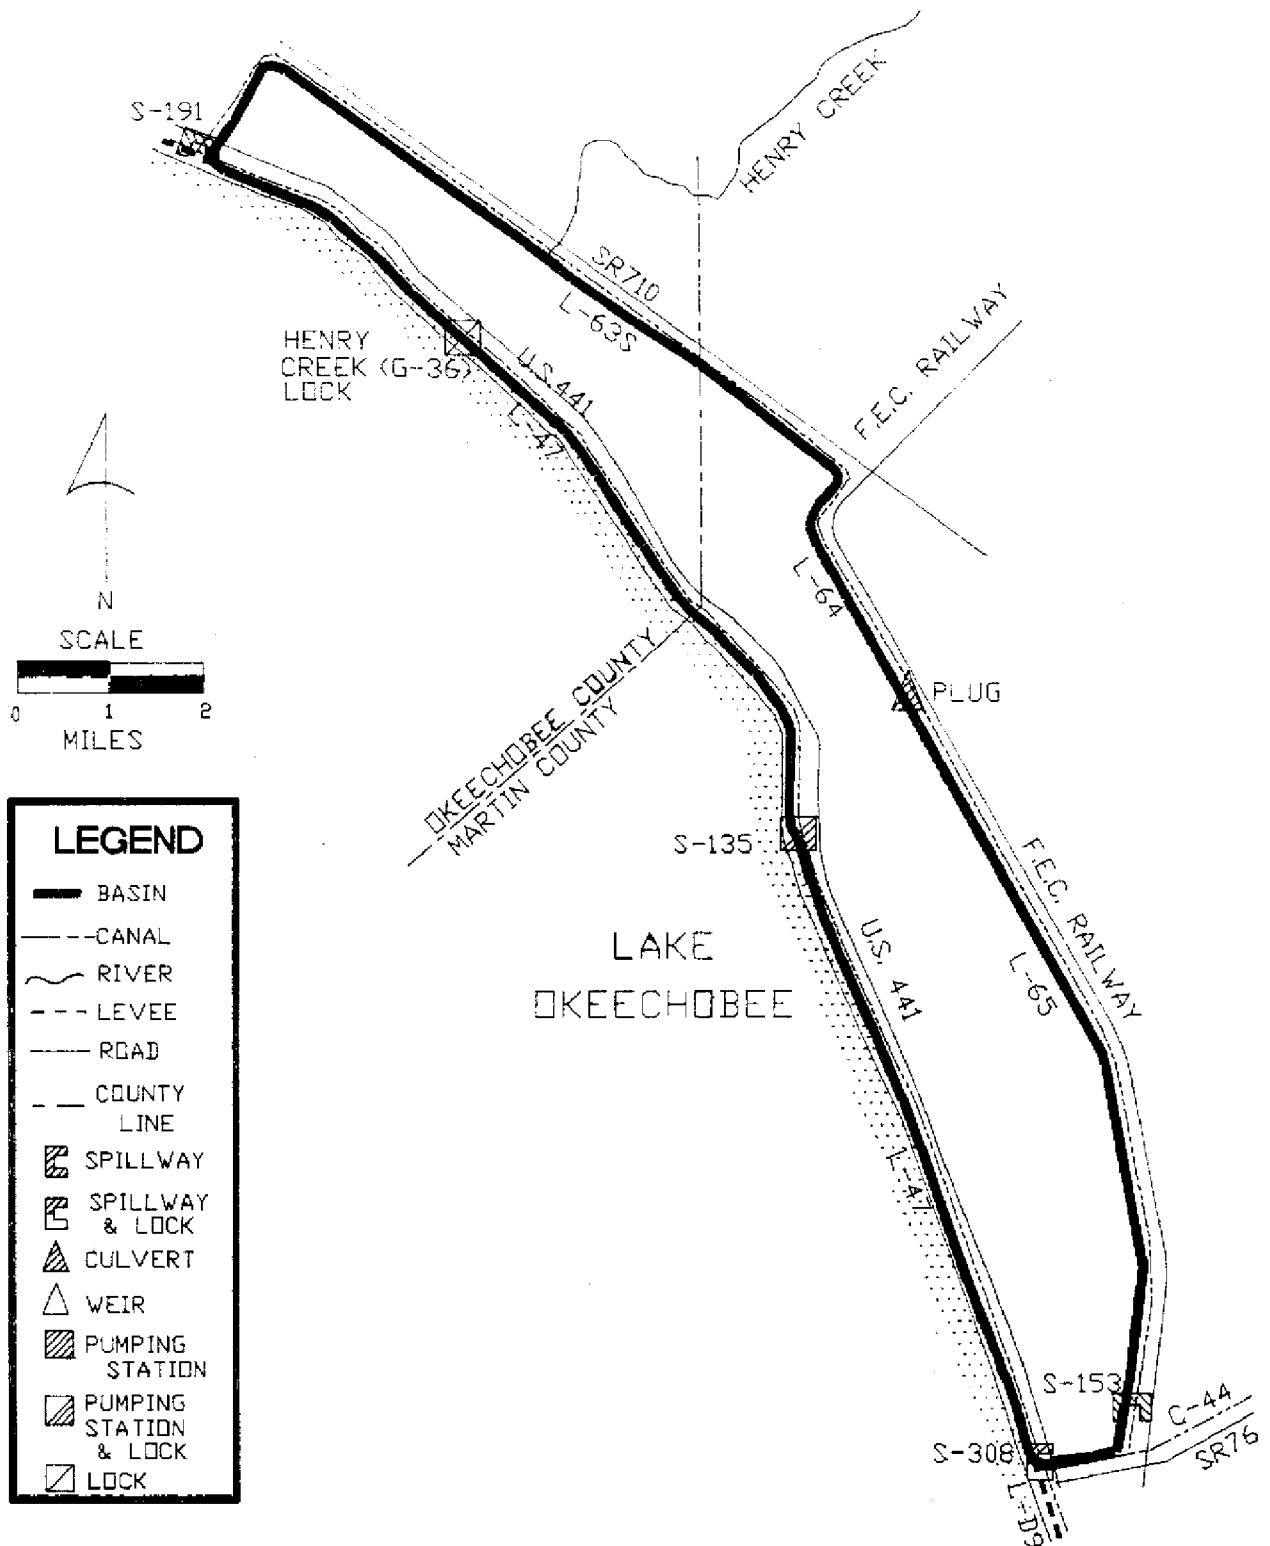 S-191
HENRY CREEK
SR710
L-63S
HENRY
CREEK (G-36)
LOCK
U.S.441
L-47
F.E.C. RAILWAY
N
SCALE
0 1 2
MILES
L-64
PLUG
OKEECHOBEE COUNTY
MARTIN COUNTY
S-135
LAKE
OKEECHOBEE
U.S. 441
F.E.C. RAILWAY
L-65
L-47
S-153
C-44
SR76
S-308
L-D9
LEGEND
BASIN
CANAL
RIVER
LEVEE
ROAD
COUNTY
LINE
SPILLWAY
SPILLWAY
& LOCK
CULVERT
WEIR
PUMPING
STATION
PUMPING
STATION
& LOCK
LOCK